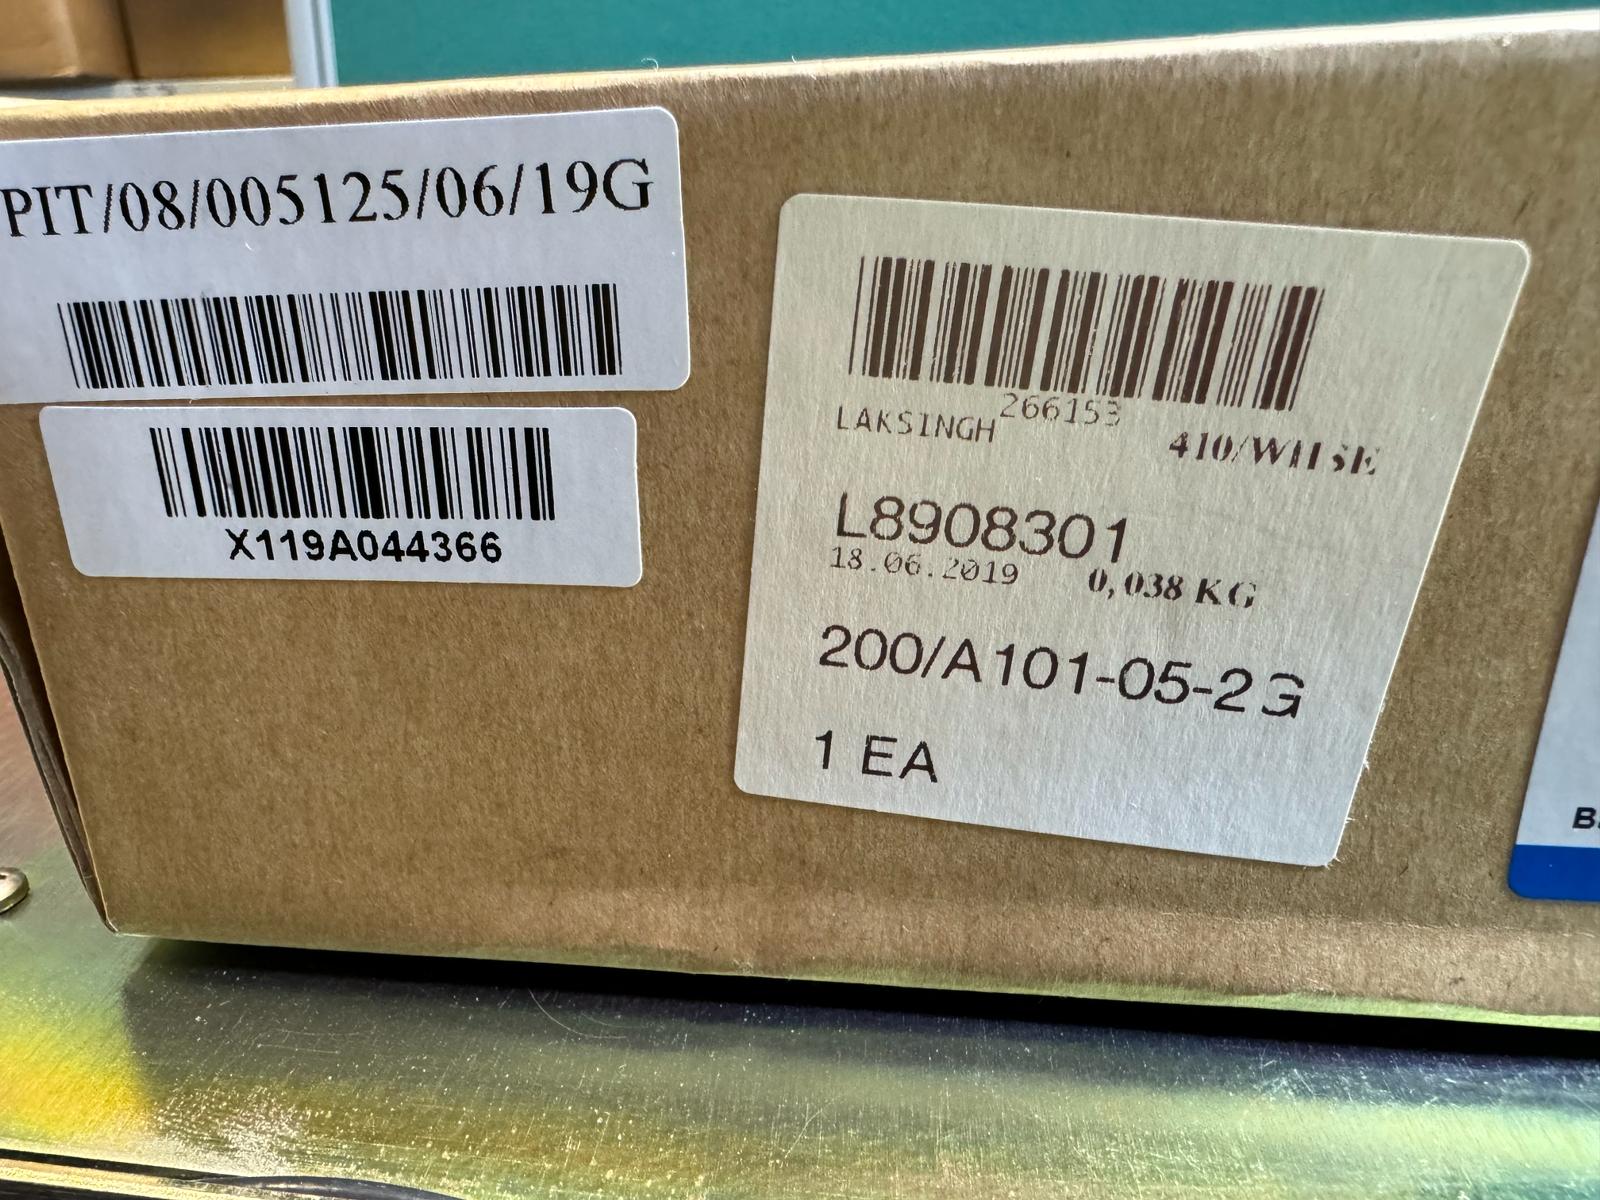 PIT/08/005125/06/19G
X119A044366
266153
LAKSINGH
410/WHSE
L8908301
18.06.2019 0,038 KG
200/A101-05-2G
1 EA